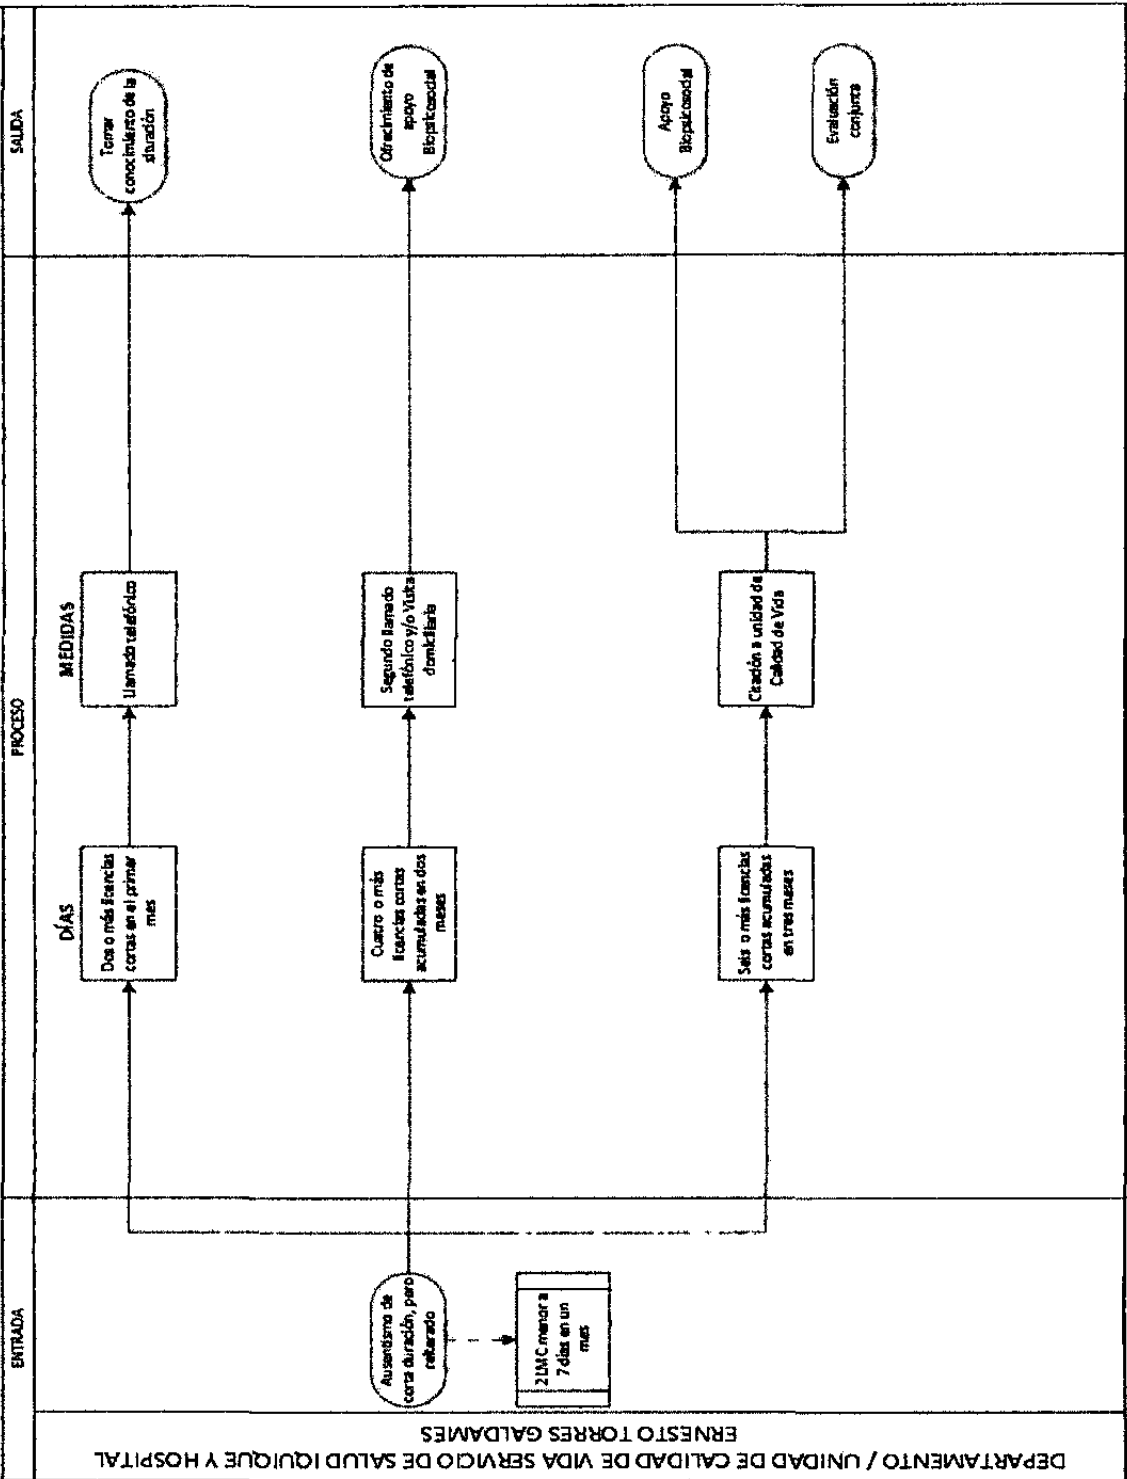 DEPARTAMENTO / UNIDAD DE CALIDAD DE VIDA SERVICIO DE SALUD IQUIQUE Y HOSPITAL
ERNESTO TORRES GALDAMES
ENTRADA
PROCESO
SALIDA
DÍAS
MEDIDAS
Ausentismo de
corta duración, pero
reiterado
2 LMC menor a
7 días en un
mes
Dos o más licencias
cortas en el primer
mes
Llamado telefónico
Tomar
conocimiento de la
situación
Cuatro o más
licencias cortas
acumuladas en dos
meses
Segundo llamado
telefónico y/o Visita
domiciliaria
Ofrecimiento de
apoyo
Biopsicosocial
Seis o más licencias
cortas acumuladas
en tres meses
Citación a unidad de
Calidad de Vida
Apoyo
Biopsicosocial
Evaluación
conjunta